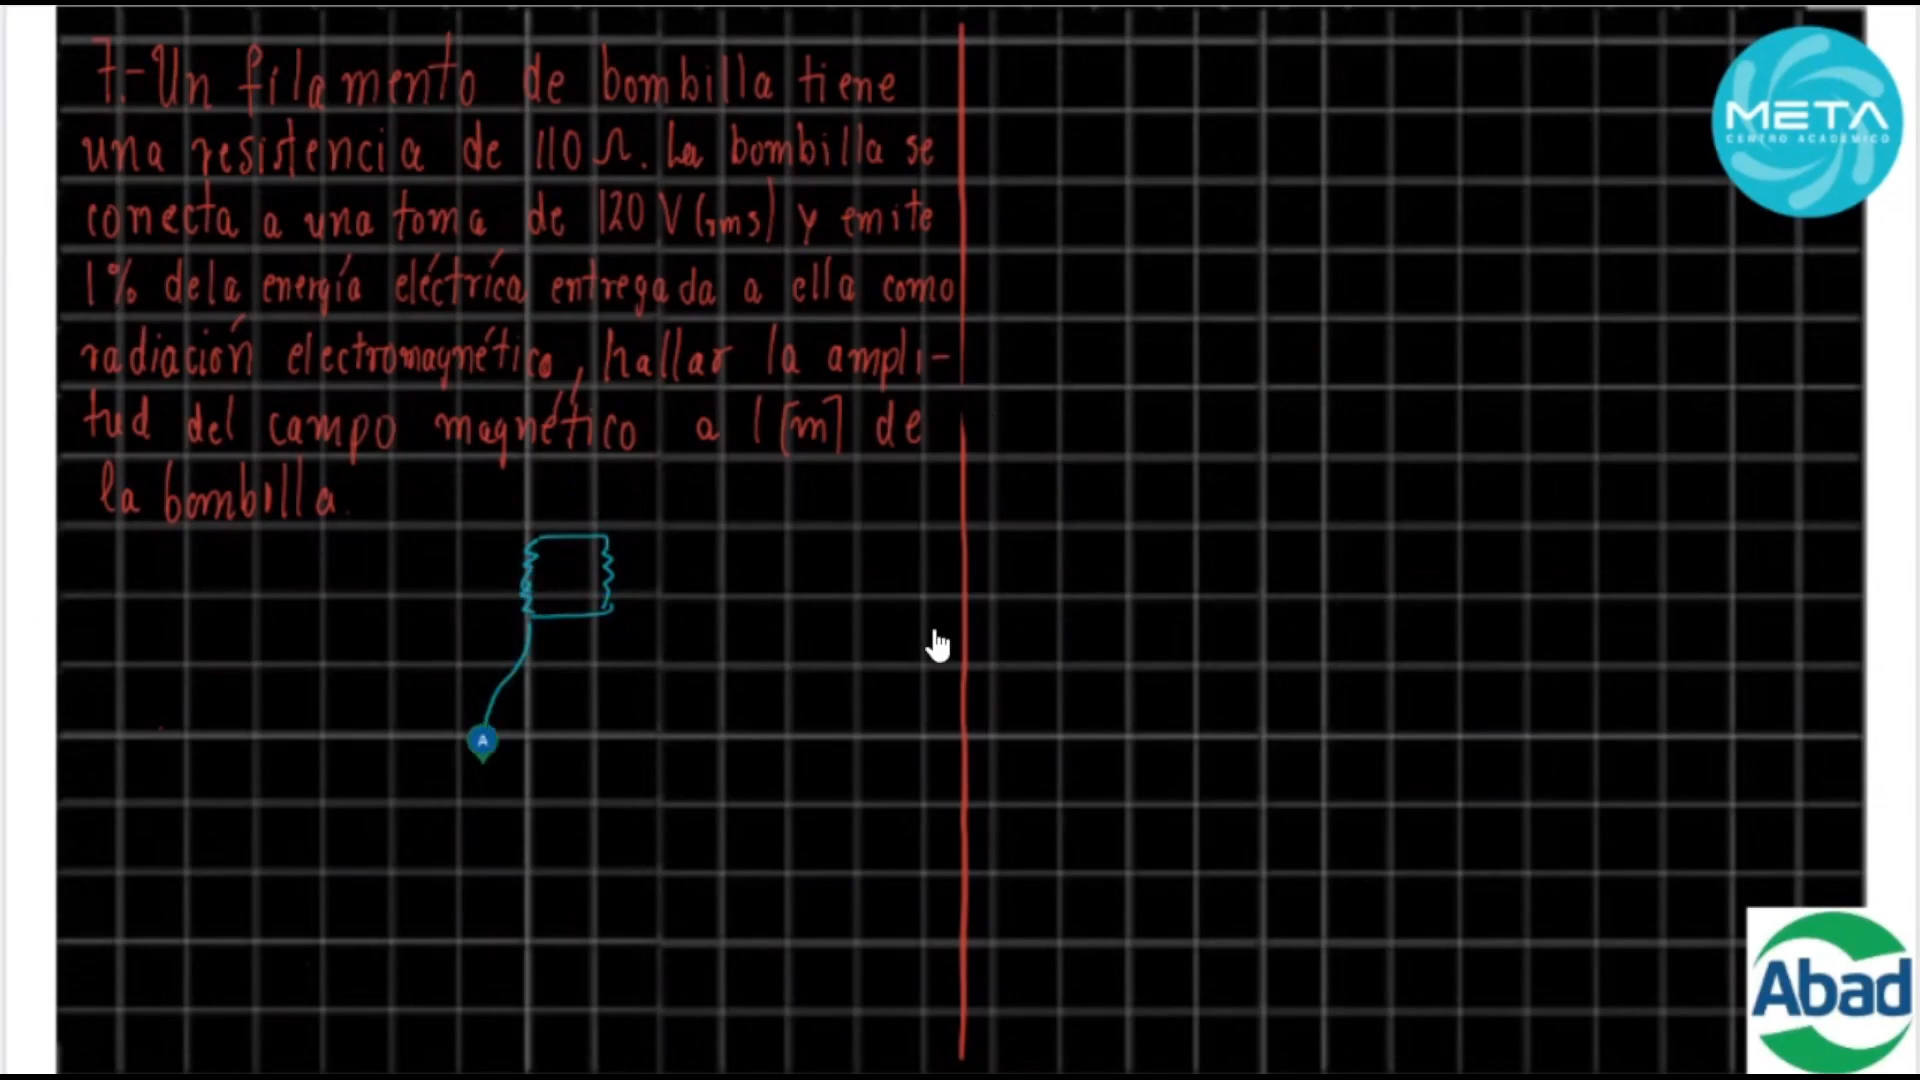 7.- Un filamento de bombilla tiene
una resistencia de 110 Ω. La bombilla se
conecta a una toma de 120 V (rms) y emite
1% de la energía eléctríca entregada a ella como
radiación electromagnético, hallar la ampli-
tud del campo magnético a 1 [m] de
la bombilla.
A
META
CENTRO ACADÉMICO
Abad